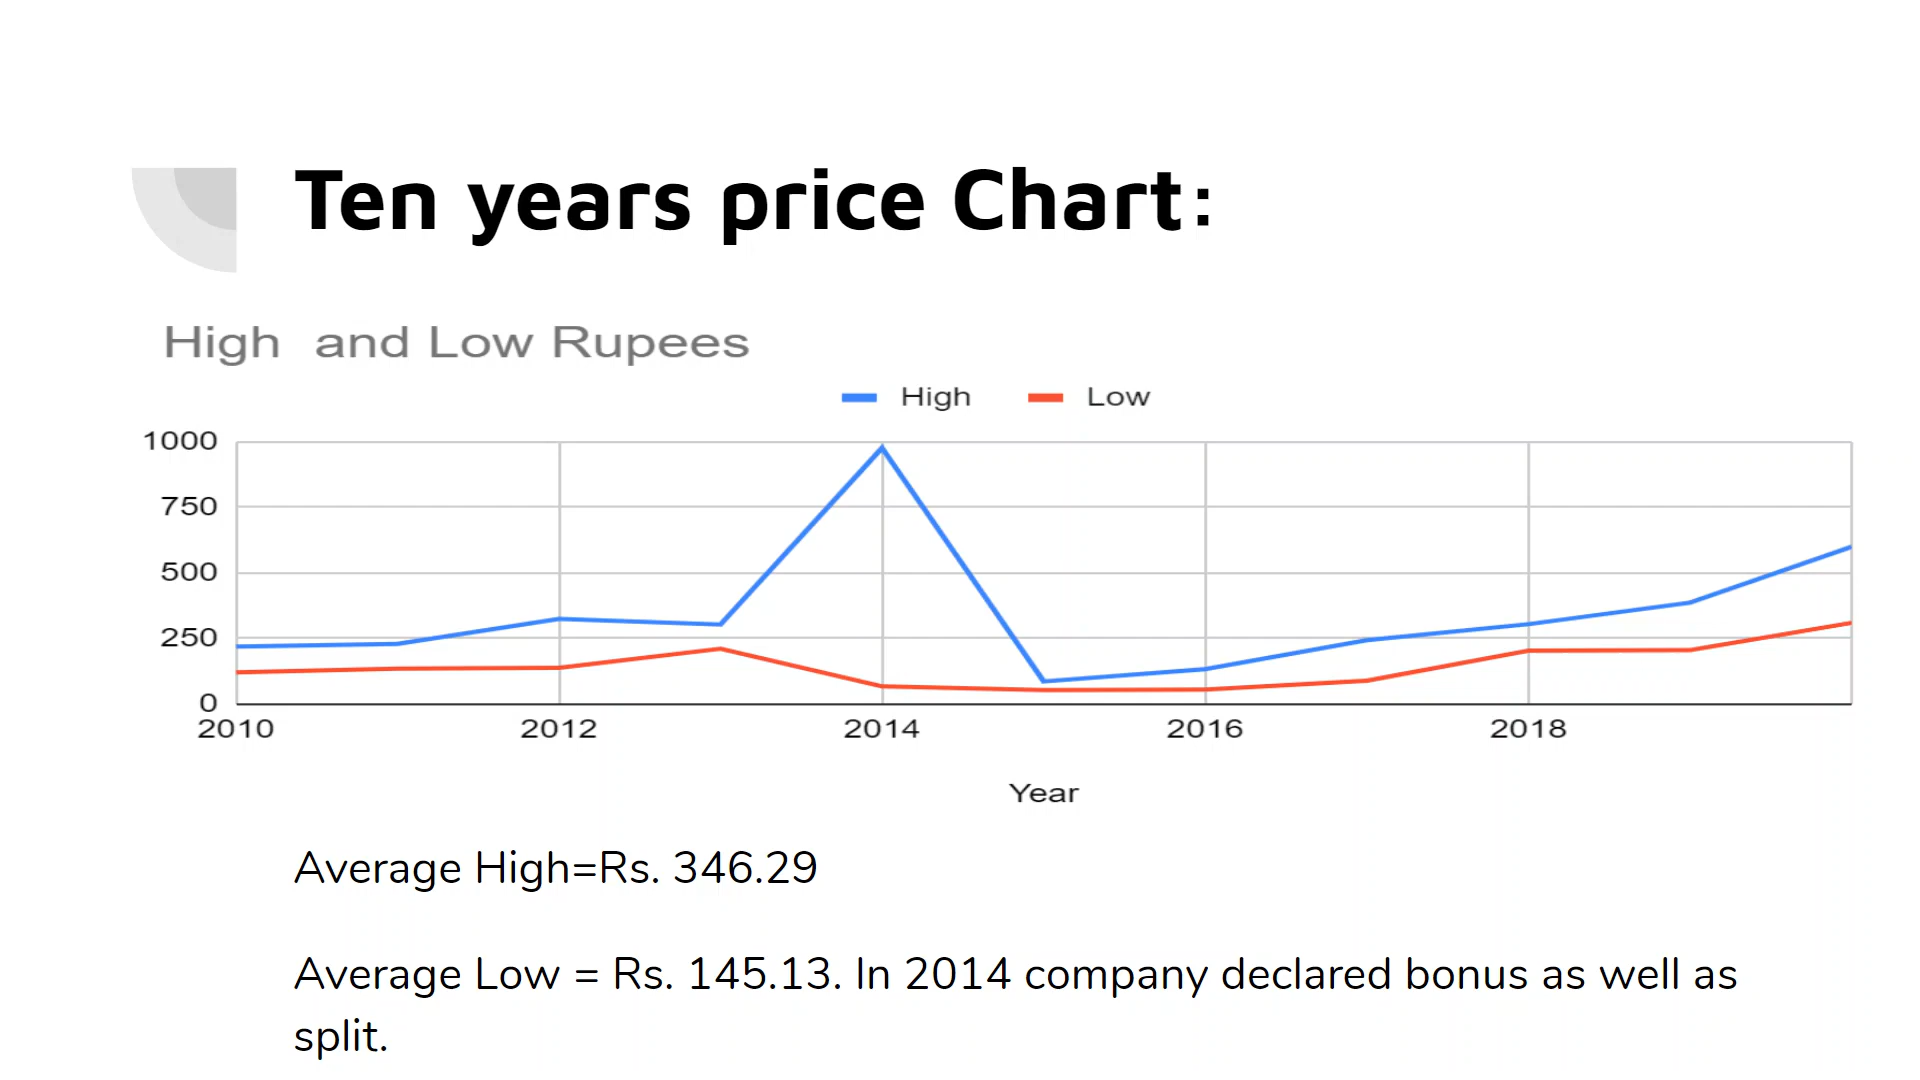 Ten years price Chart:
High and Low Rupees
High Low
1000
750
500
250
0
2010 2012 2014 2016 2018
Year
Average High=Rs. 346.29
Average Low = Rs. 145.13. In 2014 company declared bonus as well as
split.